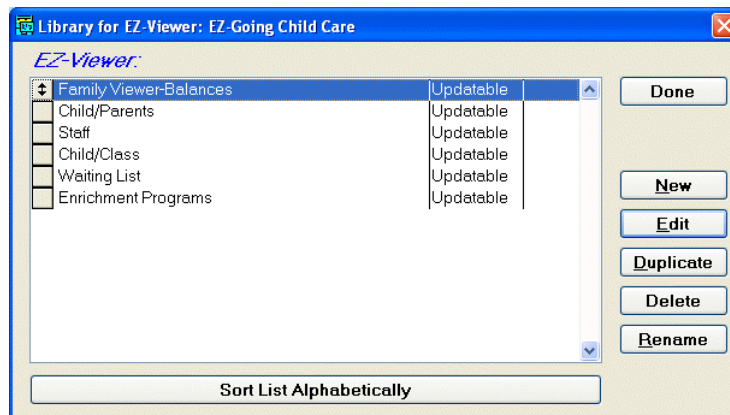 Library for EZ-Viewer: EZ-Going Child Care
EZ-Viewer:
Family Viewer-Balances Updatable
Child/Parents Updatable
Staff Updatable
Child/Class Updatable
Waiting List Updatable
Enrichment Programs Updatable
Done
New
Edit
Duplicate
Delete
Rename
Sort List Alphabetically